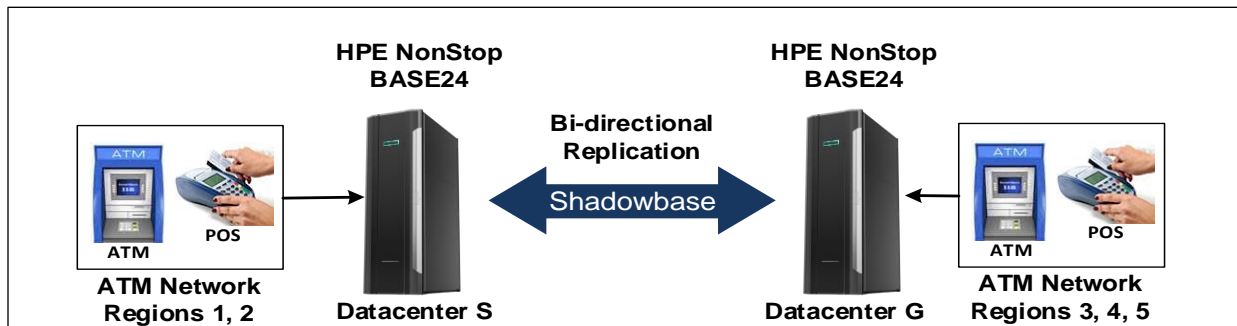 HPE NonStop
BASE24
HPE NonStop
BASE24
Bi-directional
Replication
Shadowbase
ATM
POS
ATM
ATM Network
Regions 1, 2
Datacenter S
Datacenter G
ATM
POS
ATM
ATM Network
Regions 3, 4, 5